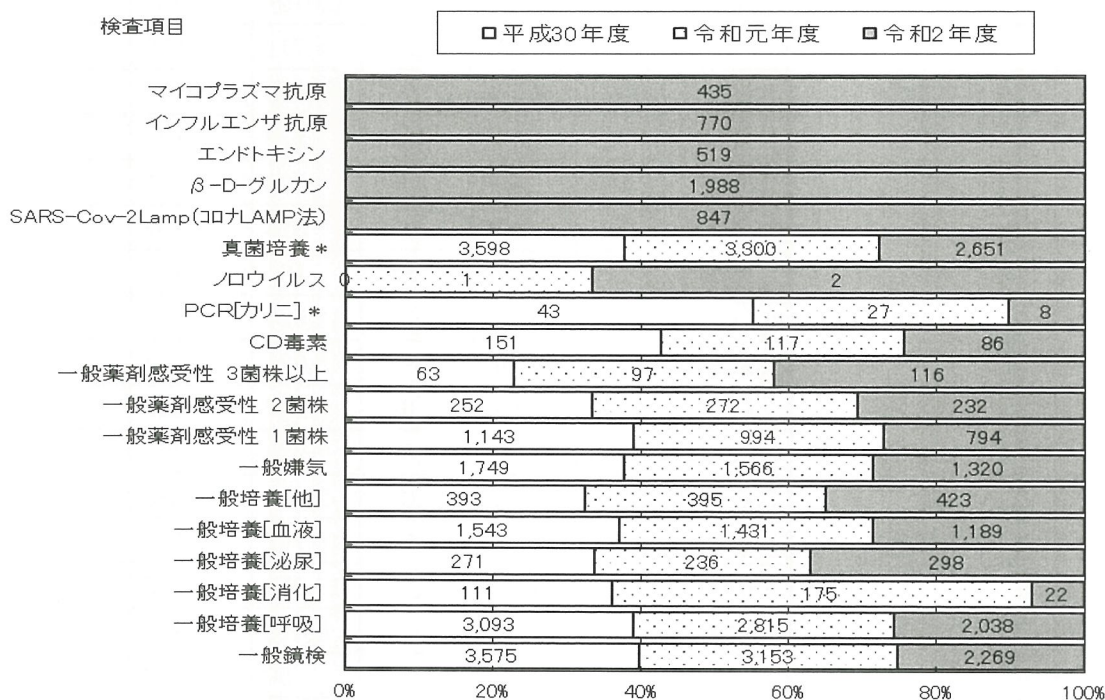 検査項目
平成30年度 令和元年度 令和2年度
マイコプラズマ抗原 435
インフルエンザ抗原 770
エンドトキシン 519
β-D-グルカン 1,988
SARS-Cov-2Lamp(コロナLAMP法) 847
真菌培養* 3,598 3,300 2,651
ノロウイルス 0 1 2
PCR[カリニ]* 43 27 8
CD毒素 151 117 86
一般薬剤感受性 3菌株以上 63 97 116
一般薬剤感受性 2菌株 252 272 232
一般薬剤感受性 1菌株 1,143 994 794
一般嫌気 1,749 1,566 1,320
一般培養[他] 393 395 423
一般培養[血液] 1,543 1,431 1,189
一般培養[泌尿] 271 236 298
一般培養[消化] 111 175 22
一般培養[呼吸] 3,093 2,815 2,038
一般鏡検 3,575 3,153 2,269
0% 20% 40% 60% 80% 100%